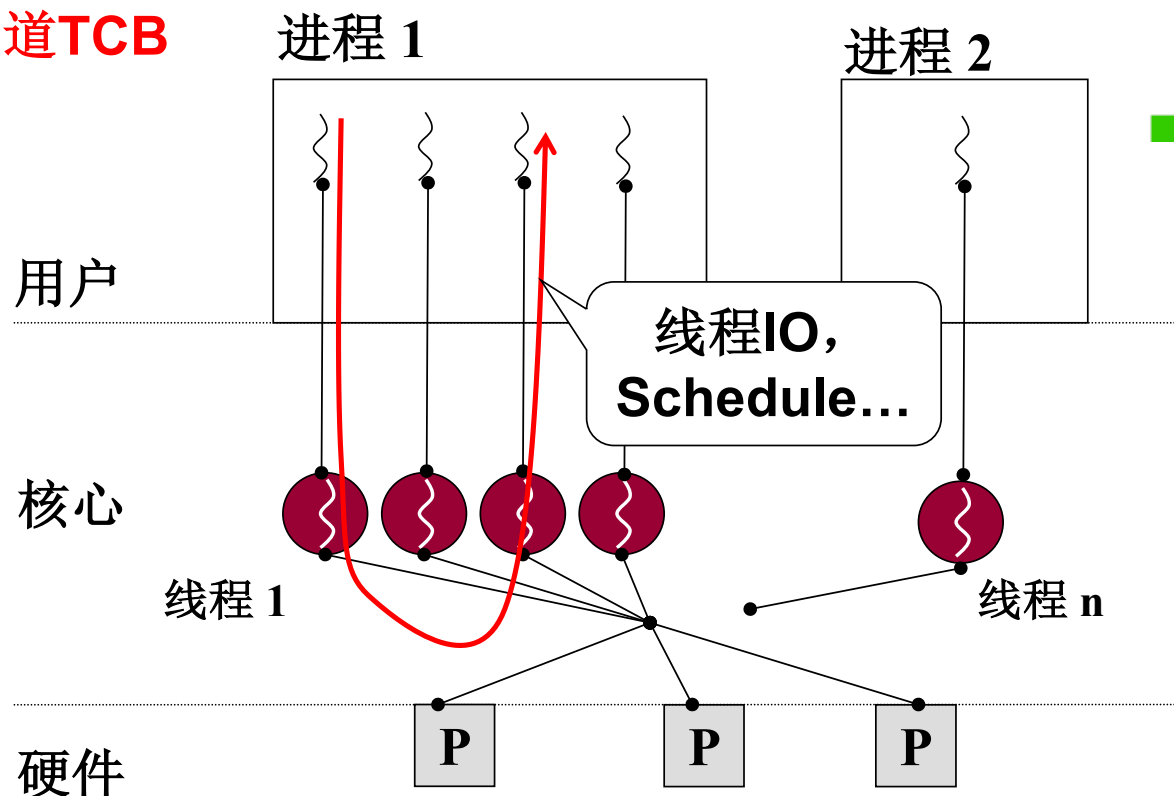 道TCB
进程 1
进程 2
用户
线程IO，
Schedule…
核心
线程 1
线程 n
P
P
P
硬件